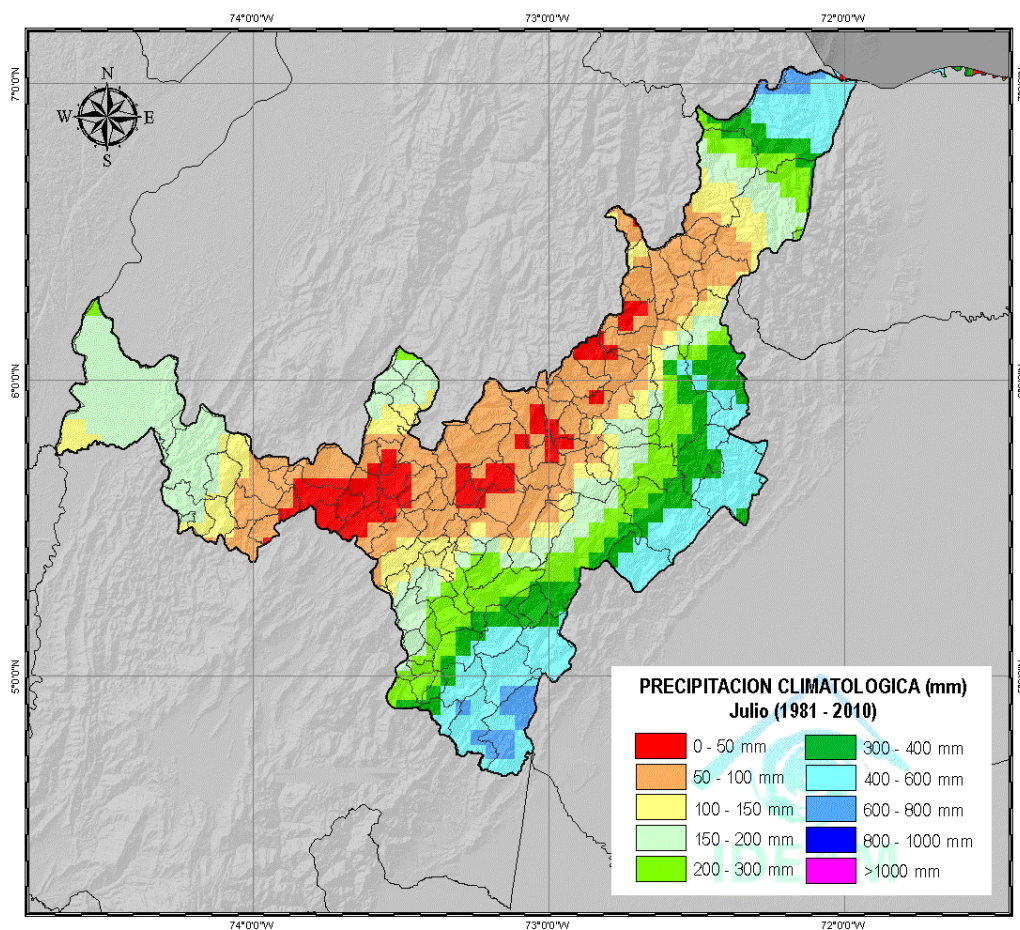 74°0'0"W 73°0'0"W 72°0'0"W
N
W E
S
7°0'0"N
6°0'0"N
5°0'0"N
PRECIPITACION CLIMATOLOGICA (mm)
Julio (1981 - 2010)
0 - 50 mm
50 - 100 mm
100 - 150 mm
150 - 200 mm
200 - 300 mm
300 - 400 mm
400 - 600 mm
600 - 800 mm
800 - 1000 mm
>1000 mm
IDEAM
74°0'0"W 73°0'0"W 72°0'0"W